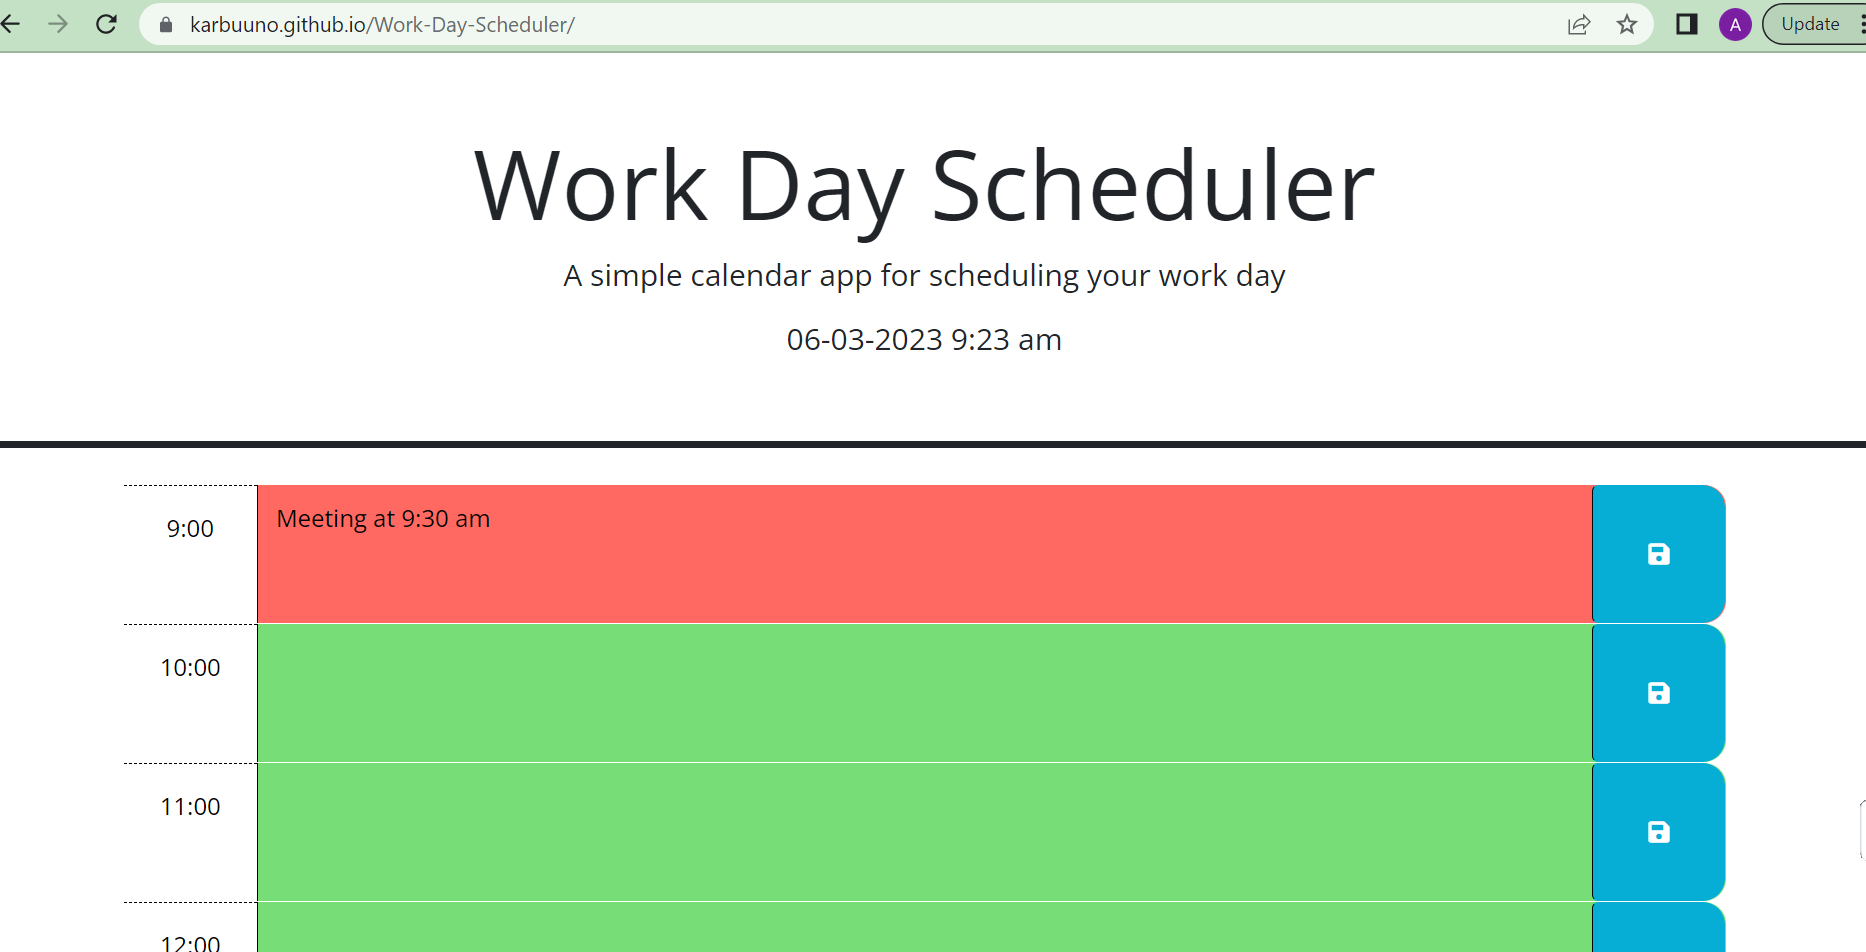 karbuuno.github.io/Work-Day-Scheduler/
A
Update
Work Day Scheduler
A simple calendar app for scheduling your work day
06-03-2023 9:23 am
9:00
Meeting at 9:30 am
10:00
11:00
12:00